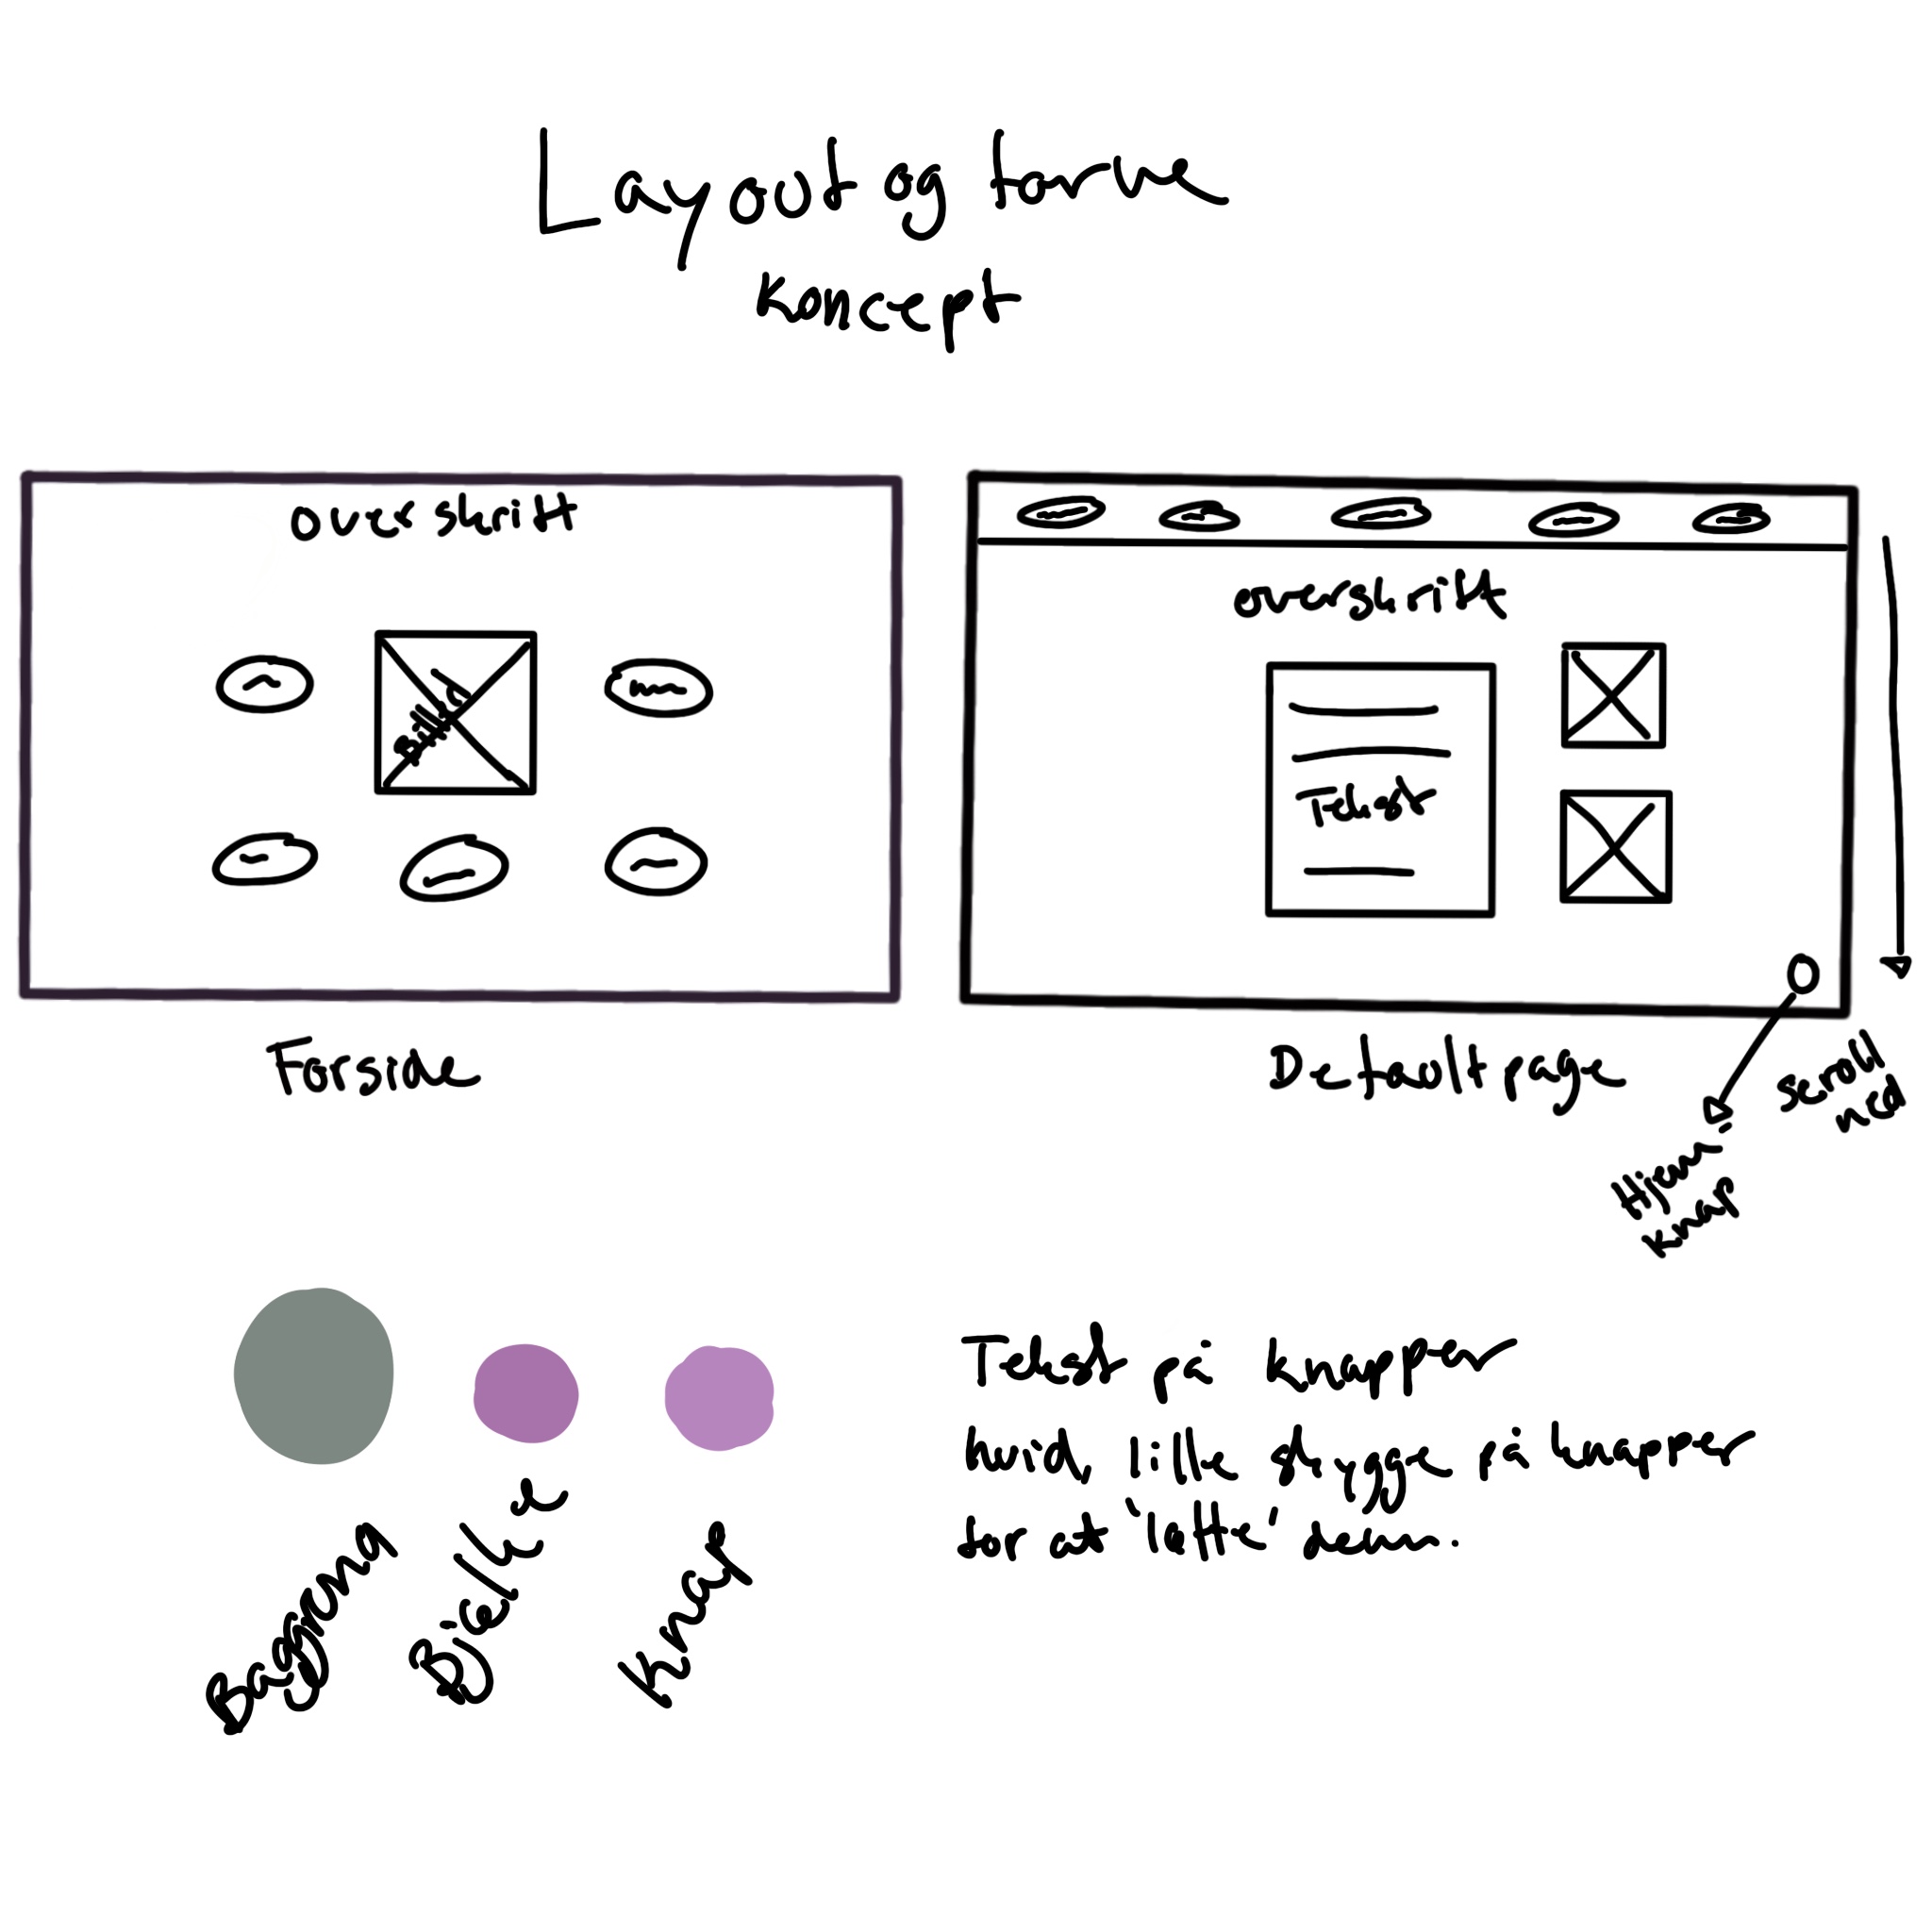 Layout og farve
koncept
overskrift
Billed
Forside
overskrift
Tekst
Default page
scroll
ned
Hjem
knap
Baggrund
Bjælke
knap
Tekst på knapper
hvid, lille skygge på knapper
for at 'løfte' dem.